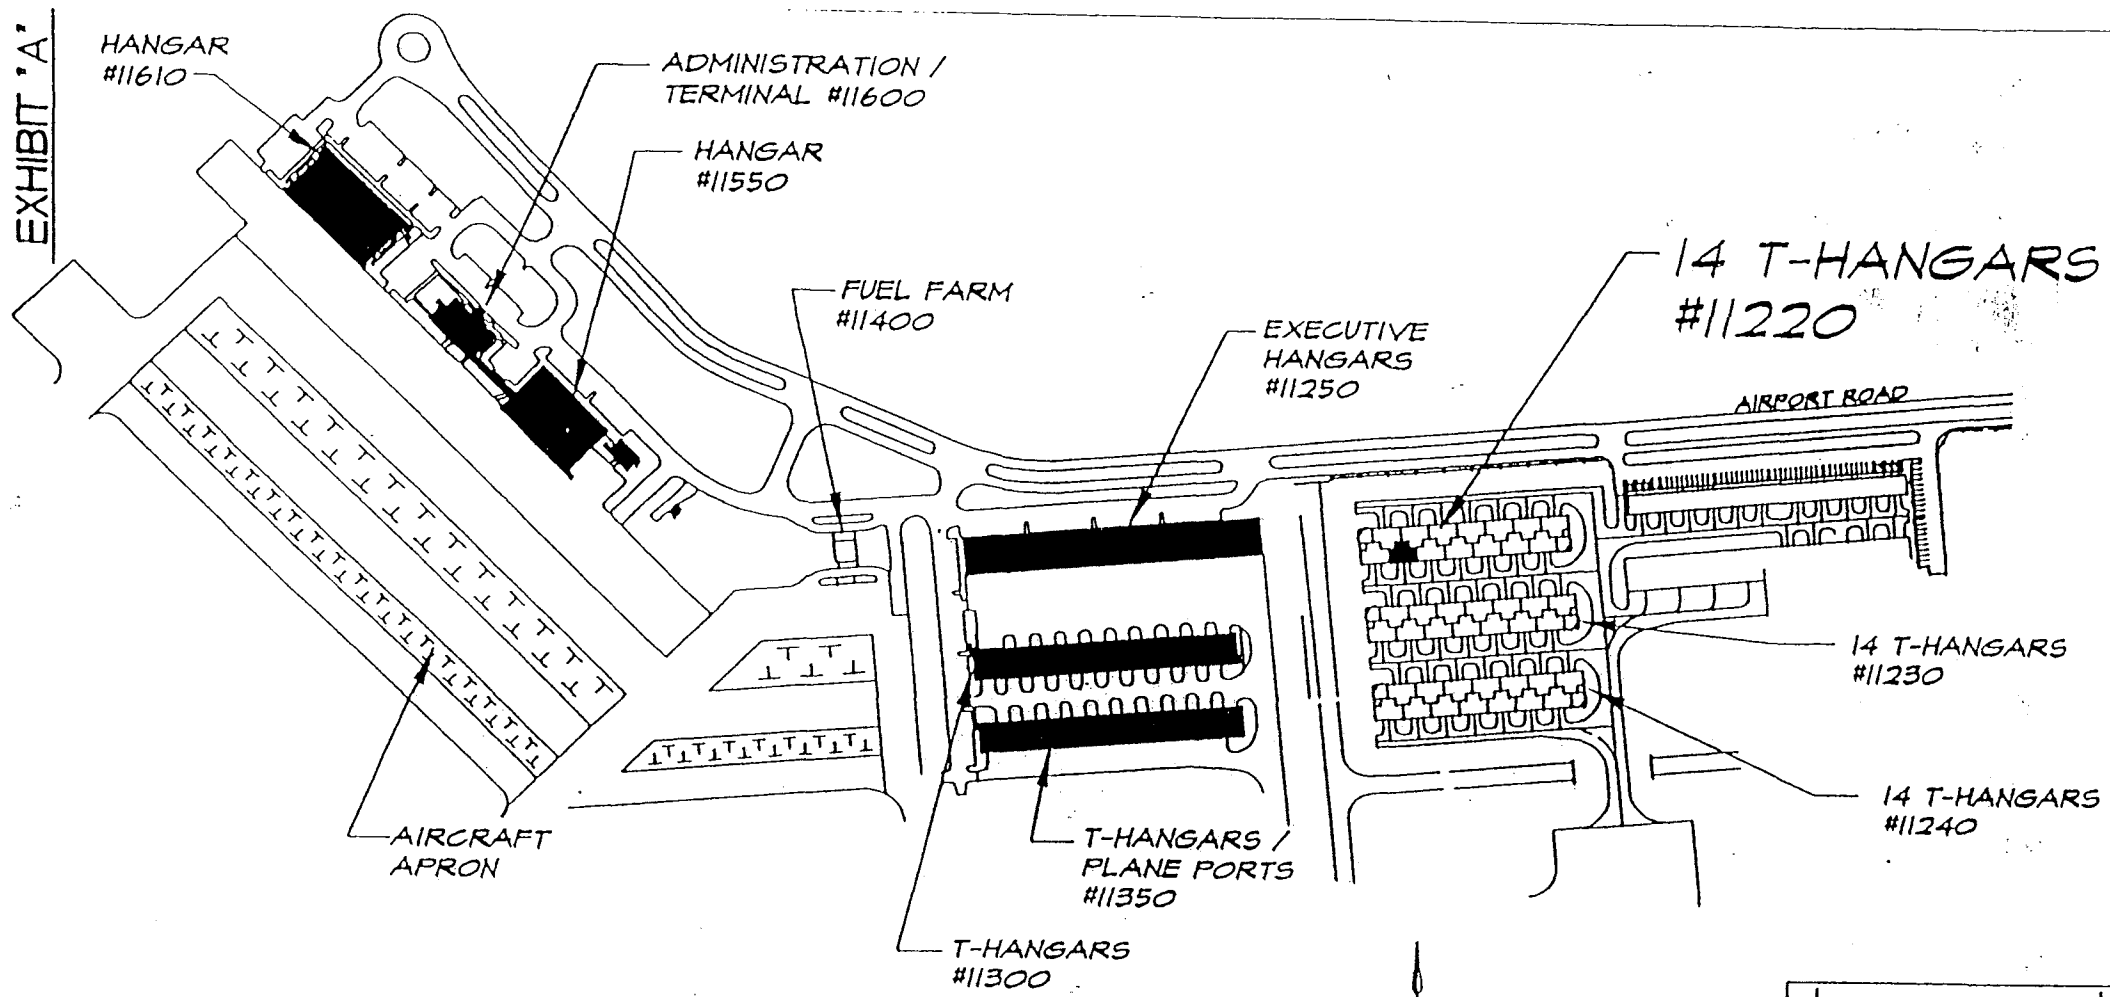 EXHIBIT "A"
HANGAR
#11610
ADMINISTRATION /
TERMINAL #11600
HANGAR
#11550
FUEL FARM
#11400
EXECUTIVE
HANGARS
#11250
14 T-HANGARS
#11220
AIRPORT ROAD
14 T-HANGARS
#11230
14 T-HANGARS
#11240
AIRCRAFT
APRON
T-HANGARS /
PLANE PORTS
#11350
T-HANGARS
#11300